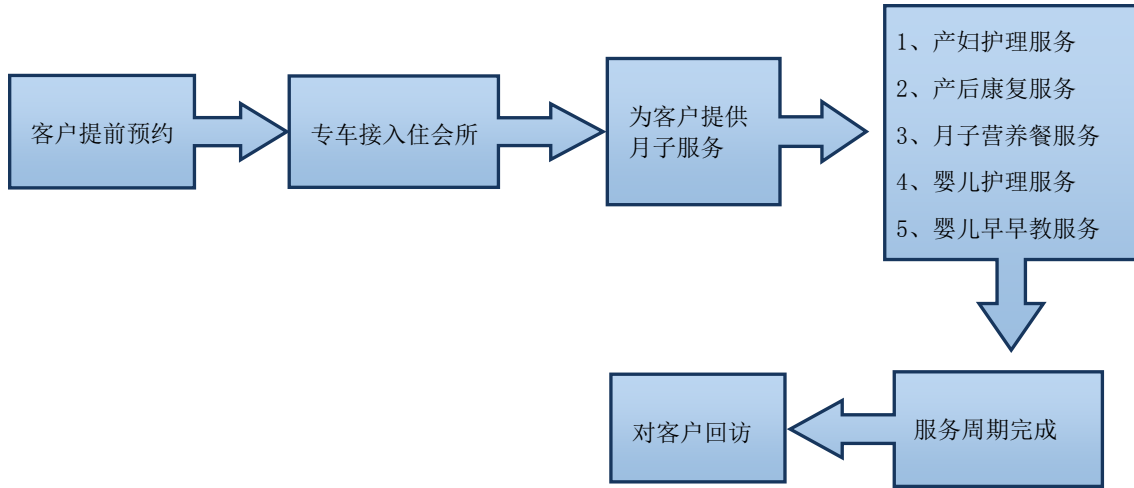 客户提前预约
专车接入住会所
为客户提供
月子服务
1、产妇护理服务
2、产后康复服务
3、月子营养餐服务
4、婴儿护理服务
5、婴儿早早教服务
服务周期完成
对客户回访